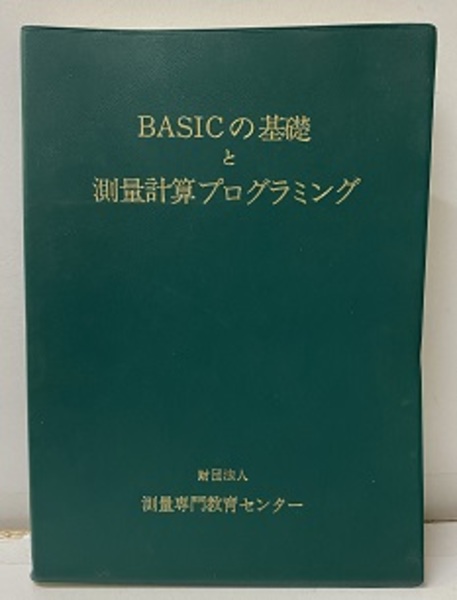 BASICの基礎
と
測量計算プログラミング
財団法人
測量専門教育センター